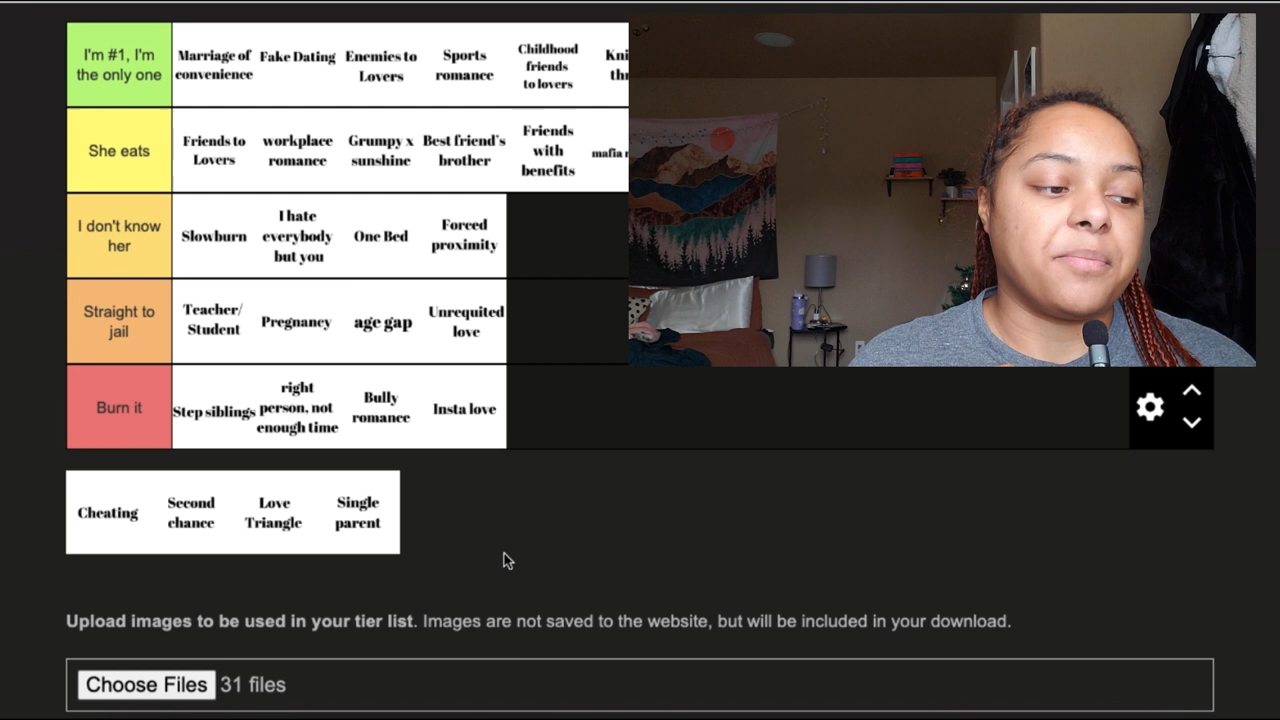 I'm #1, I'm
the only one
Marriage of
convenience
Fake Dating
Enemies to
Lovers
Sports
romance
Childhood
friends
to lovers
She eats
Friends to
Lovers
workplace
romance
Grumpy x
sunshine
Best friend's
brother
Friends
with
benefits
mafia
I don't know
her
Slowburn
I hate
everybody
but you
One Bed
Forced
proximity
Straight to
jail
Teacher/
Student
Pregnancy
age gap
Unrequited
love
Burn it
Step siblings
right
person, not
enough time
Bully
romance
Insta love
Cheating
Second
chance
Love
Triangle
Single
parent
Upload images to be used in your tier list. Images are not saved to the website, but will be included in your download.
Choose Files 31 files